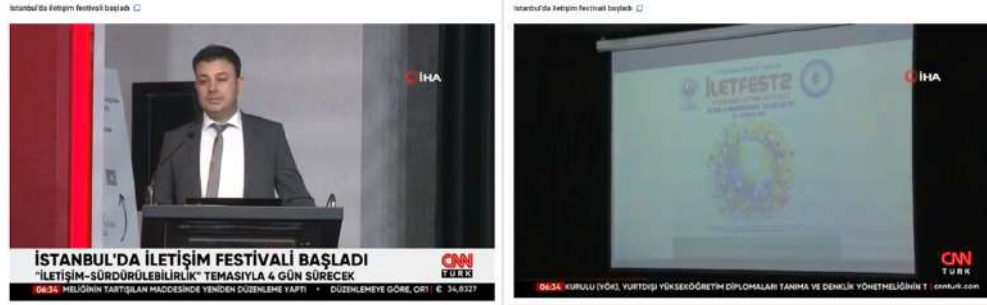 İstanbul'da iletişim festivali başladı
İHA
İSTANBUL'DA İLETİŞİM FESTİVALİ BAŞLADI
"İLETİŞİM-SÜRDÜRÜLEBİLİRLİK" TEMASIYLA 4 GÜN SÜRECEK
CNN
TÜRK
06:34 MELİĞİNİN TARTIŞILAN MADDESİNDE YENİDEN DÜZENLEME YAPTI • DÜZENLEMEYE GÖRE, ORT € 34,8327
İstanbul'da iletişim festivali başladı
İHA
İLETFEST2
CNN
TÜRK
06:34 KURULU (YÖK), YURTDIŞI YÜKSEKÖĞRETİM DİPLOMALARI TANIMA VE DENKLİK YÖNETMELİĞİNİN T cnnturk.com